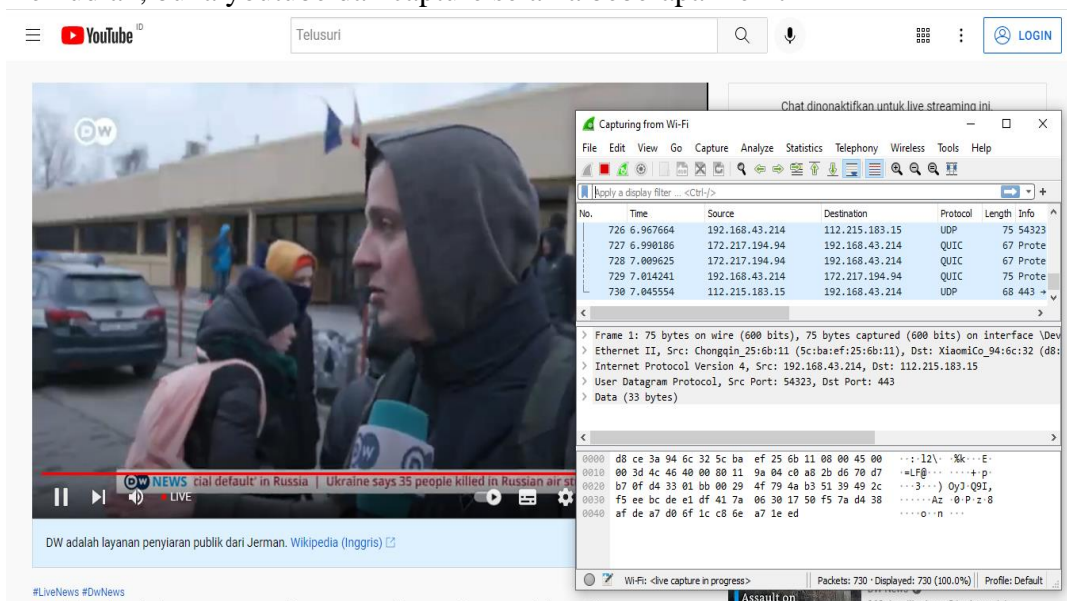 YouTube ID
Telusuri
LOGIN
Chat dinonaktifkan untuk live streaming ini.
DW
DW
DW NEWS cial default' in Russia | Ukraine says 35 people killed in Russian air st
LIVE
DW adalah layanan penyiaran publik dari Jerman. Wikipedia (Inggris)
#LiveNews #DwNews
Capturing from Wi-Fi
File Edit View Go Capture Analyze Statistics Telephony Wireless Tools Help
Apply a display filter ... <Ctrl-/>
No. Time Source Destination Protocol Length Info
726 6.967664 192.168.43.214 112.215.183.15 UDP 75 54323
727 6.990186 172.217.194.94 192.168.43.214 QUIC 67 Prote
728 7.009625 172.217.194.94 192.168.43.214 QUIC 67 Prote
729 7.014241 192.168.43.214 172.217.194.94 QUIC 75 Prote
730 7.045554 112.215.183.15 192.168.43.214 UDP 68 443 →
> Frame 1: 75 bytes on wire (600 bits), 75 bytes captured (600 bits) on interface \Dev
> Ethernet II, Src: Chongqin_25:6b:11 (5c:ba:ef:25:6b:11), Dst: XiaomiCo_94:6c:32 (d8:
> Internet Protocol Version 4, Src: 192.168.43.214, Dst: 112.215.183.15
> User Datagram Protocol, Src Port: 54323, Dst Port: 443
> Data (33 bytes)
0000 d8 ce 3a 94 6c 32 5c ba ef 25 6b 11 08 00 45 00 ··:·l2\· ·%k···E·
0010 00 3d 4c 46 40 00 80 11 9a 04 c0 a8 2b d6 70 d7 ·=LF@··· ····+·p·
0020 b7 0f d4 33 01 bb 00 29 4f 79 4a b3 51 39 49 2c ···3···) OyJ·Q9I,
0030 f5 ee bc de e1 df 41 7a 06 30 17 50 f5 7a d4 38 ······Az ·0·P·z·8
0040 af de a7 d0 6f 1c c8 6e a7 1e ed ····o··n ···
Wi-Fi: <live capture in progress> Packets: 730 · Displayed: 730 (100.0%) Profile: Default
Assault on